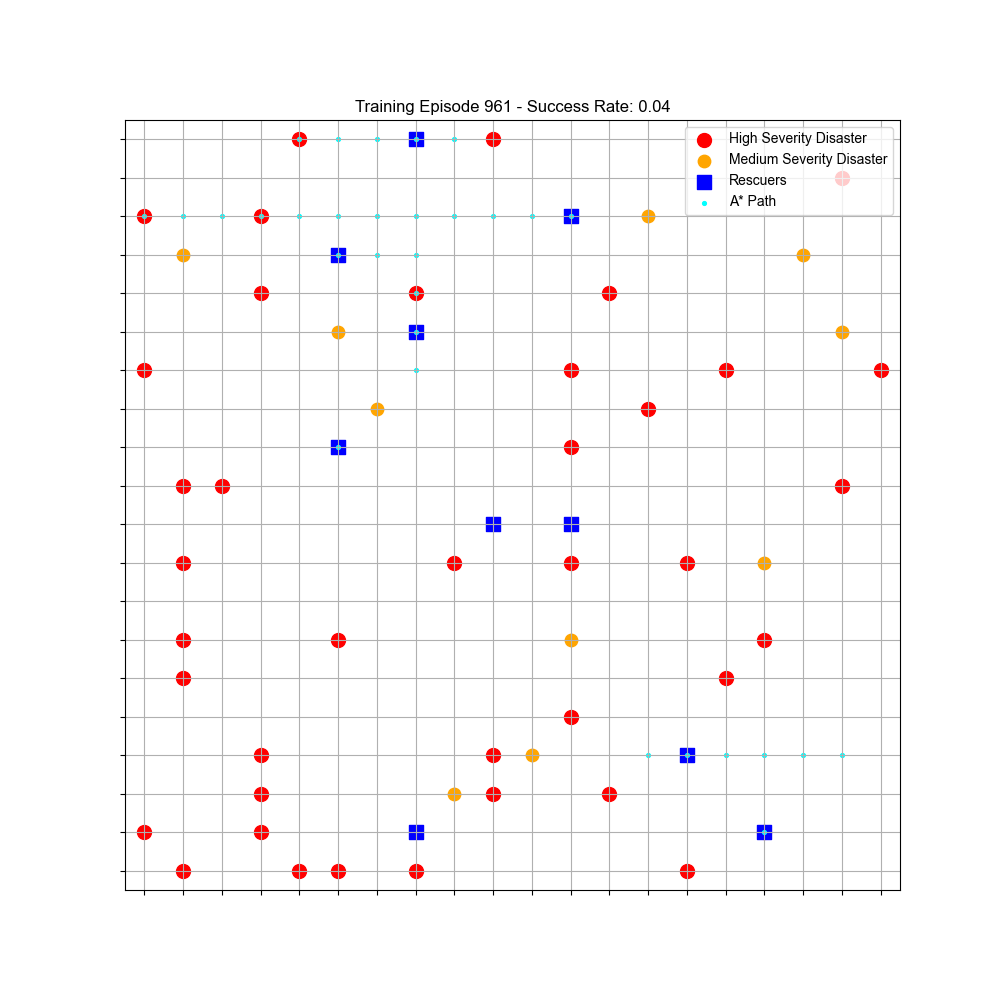 Training Episode 961 - Success Rate: 0.04
High Severity Disaster
Medium Severity Disaster
Rescuers
A* Path